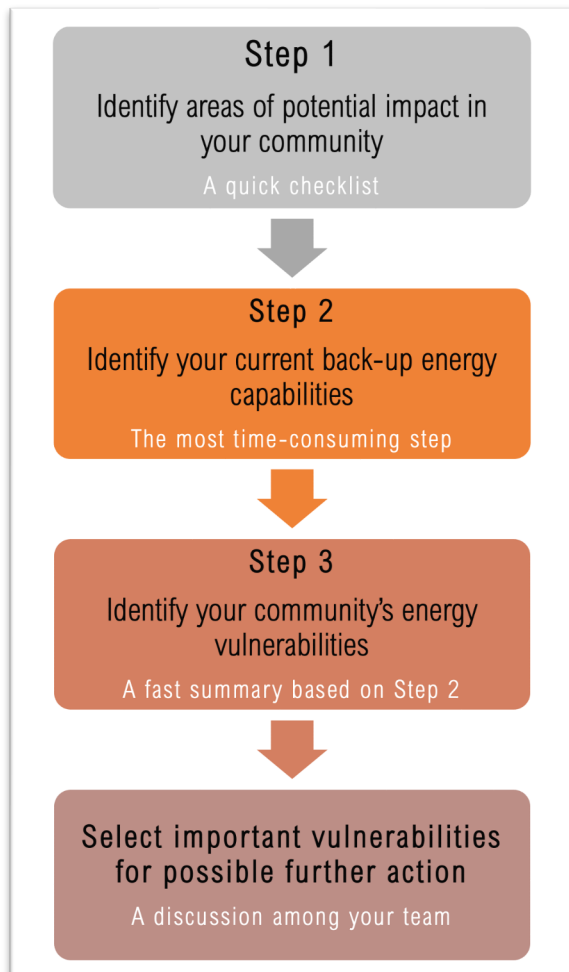 Step 1
Identify areas of potential impact in
your community
A quick checklist
Step 2
Identify your current back-up energy
capabilities
The most time-consuming step
Step 3
Identify your community's energy
vulnerabilities
A fast summary based on Step 2
Select important vulnerabilities
for possible further action
A discussion among your team